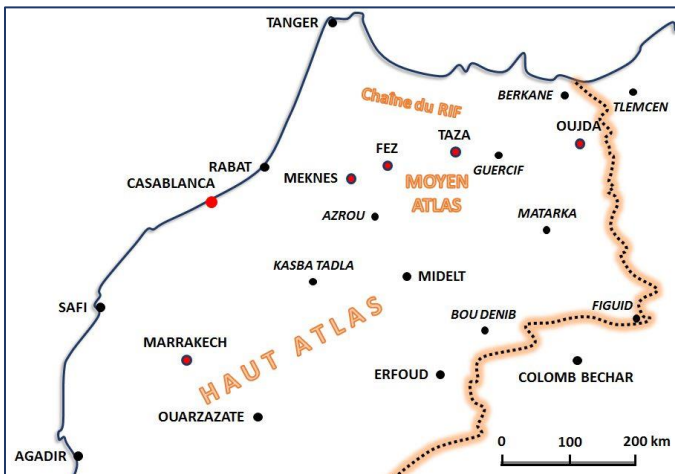 TANGER
BERKANE
TLEMCEN
Chaîne du RIF
OUJDA
TAZA
FEZ
GUERCIF
RABAT
MEKNES
CASABLANCA
MOYEN
ATLAS
AZROU
MATARKA
KASBA TADLA
MIDELT
SAFI
FIGUID
BOU DENIB
HAUT ATLAS
MARRAKECH
ERFOUD
COLOMB BECHAR
OUARZAZATE
AGADIR
0 100 200 km